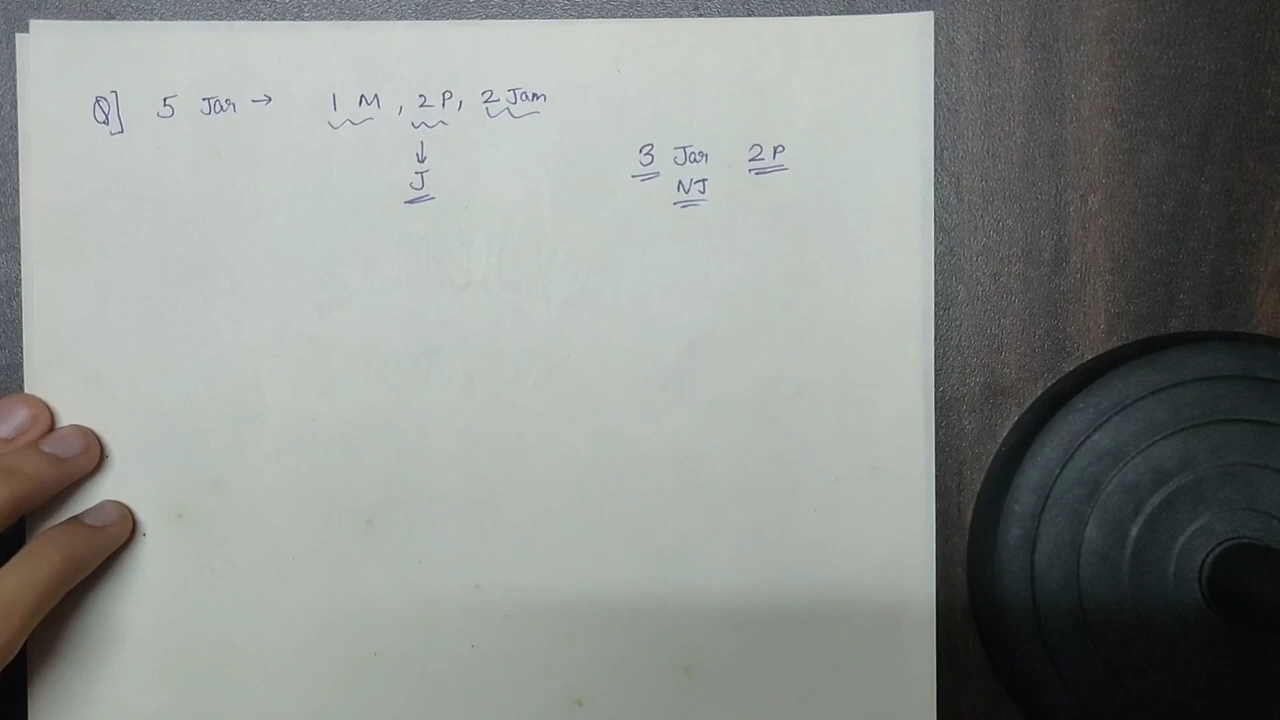 Q] 5 Jar → 1 M , 2 P, 2 Jam
↓
J
3 Jar 2 P
NJ